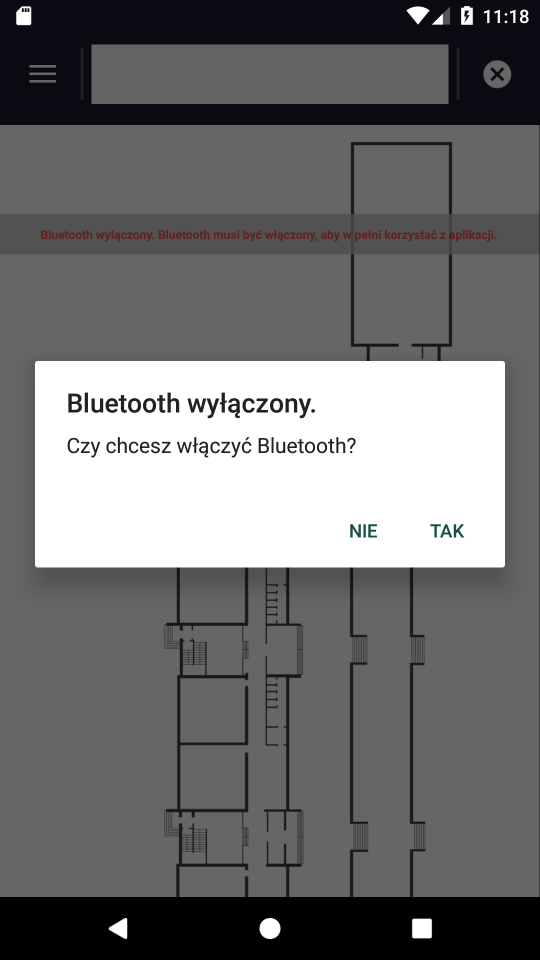 11:18
Bluetooth wyłączony. Bluetooth musi być włączony, aby w pełni korzystać z aplikacji.
Bluetooth wyłączony.
Czy chcesz włączyć Bluetooth?
NIE TAK